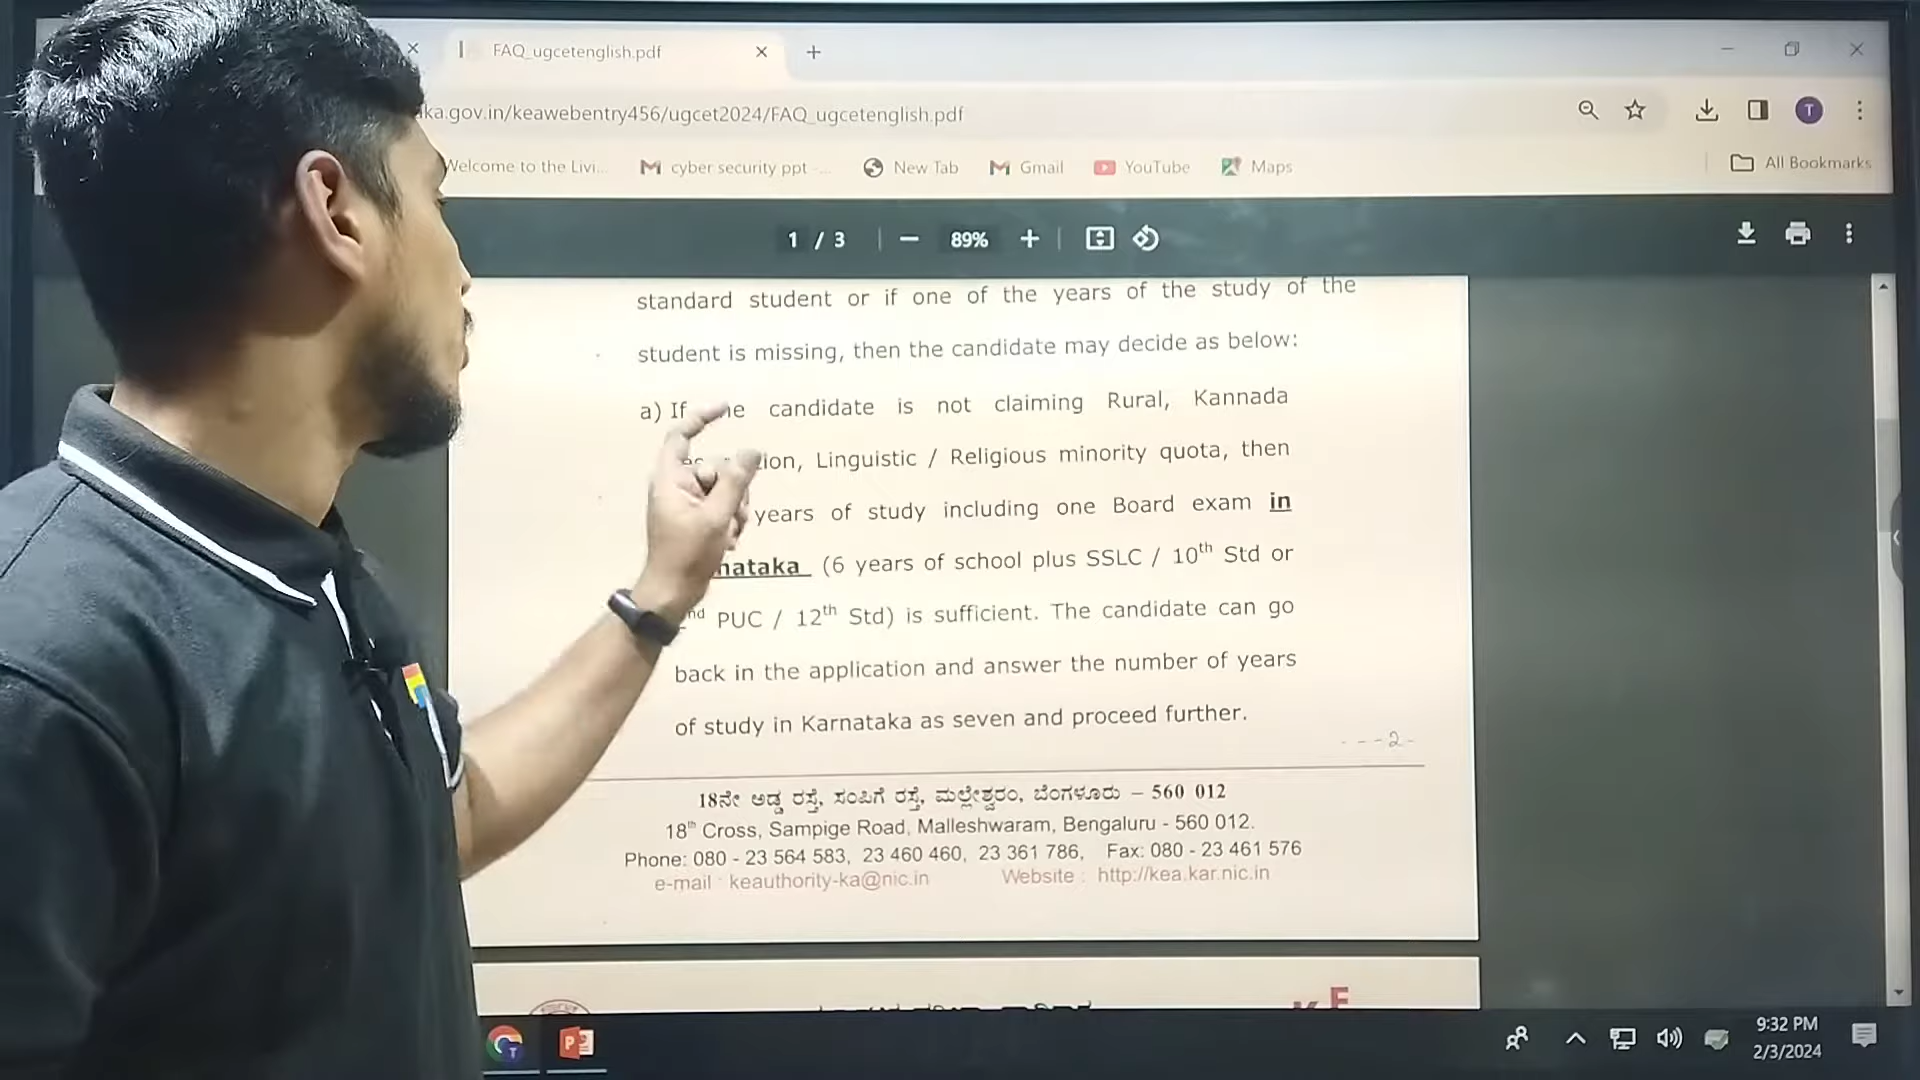 FAQ_ugcetenglish.pdf
ka.gov.in/keawebentry456/ugcet2024/FAQ_ugcetenglish.pdf
T
Welcome to the Livi...
cyber security ppt - ...
New Tab
Gmail
YouTube
Maps
All Bookmarks
1 / 3
89%
standard student or if one of the years of the study of the
student is missing, then the candidate may decide as below:
a) If candidate is not claiming Rural, Kannada
Linguistic / Religious minority quota, then
years of study including one Board exam in
nataka (6 years of school plus SSLC / 10th Std or
nd PUC / 12th Std) is sufficient. The candidate can go
back in the application and answer the number of years
of study in Karnataka as seven and proceed further.
---2-
18ನೇ ಅಡ್ಡ ರಸ್ತೆ, ಸಂಪಿಗೆ ರಸ್ತೆ, ಮಲ್ಲೇಶ್ವರಂ, ಬೆಂಗಳೂರು – 560 012
18th Cross, Sampige Road, Malleshwaram, Bengaluru - 560 012.
Phone: 080 - 23 564 583, 23 460 460, 23 361 786, Fax: 080 - 23 461 576
e-mail : keauthority-ka@nic.in Website : http://kea.kar.nic.in
9:32 PM
2/3/2024